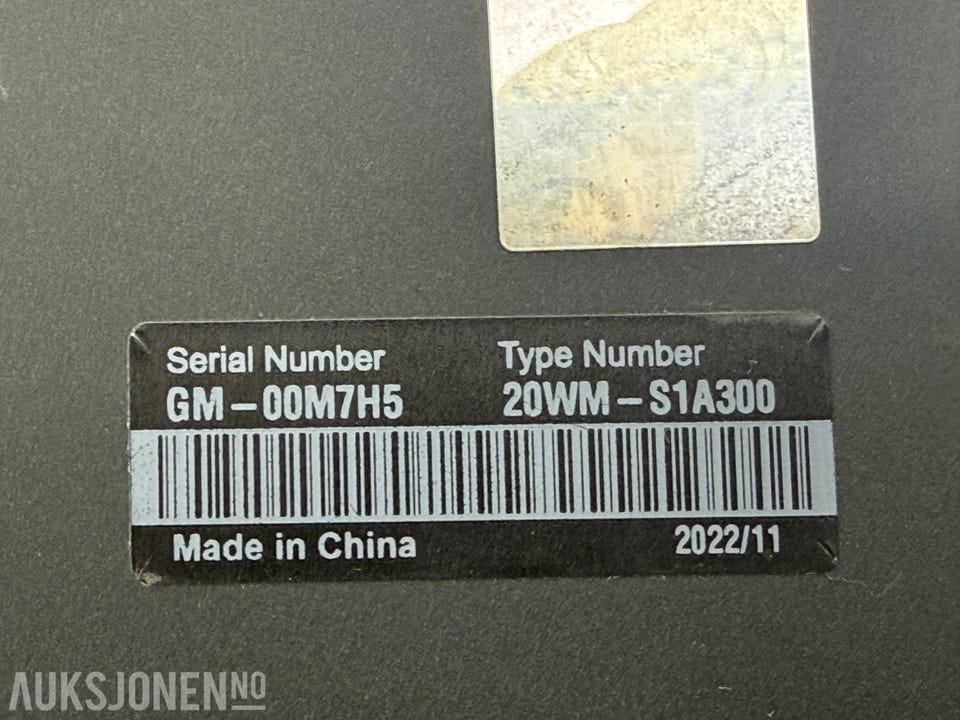 Serial Number Type Number
GM-00M7H5 20WM-S1A300
Made in China 2022/11
AUKSJONEN.NO